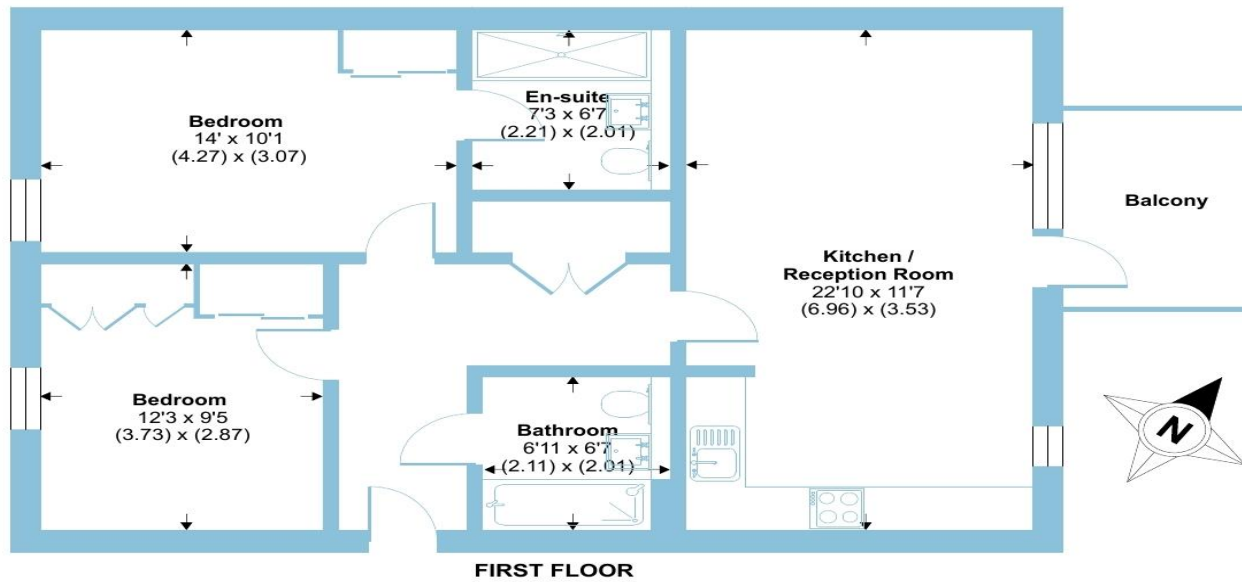 Bedroom
14' x 10'1
(4.27) x (3.07)
En-suite
7'3 x 6'7
(2.21) x (2.01)
Kitchen /
Reception Room
22'10 x 11'7
(6.96) x (3.53)
Balcony
Bedroom
12'3 x 9'5
(3.73) x (2.87)
Bathroom
6'11 x 6'7
(2.11) x (2.01)
N
FIRST FLOOR